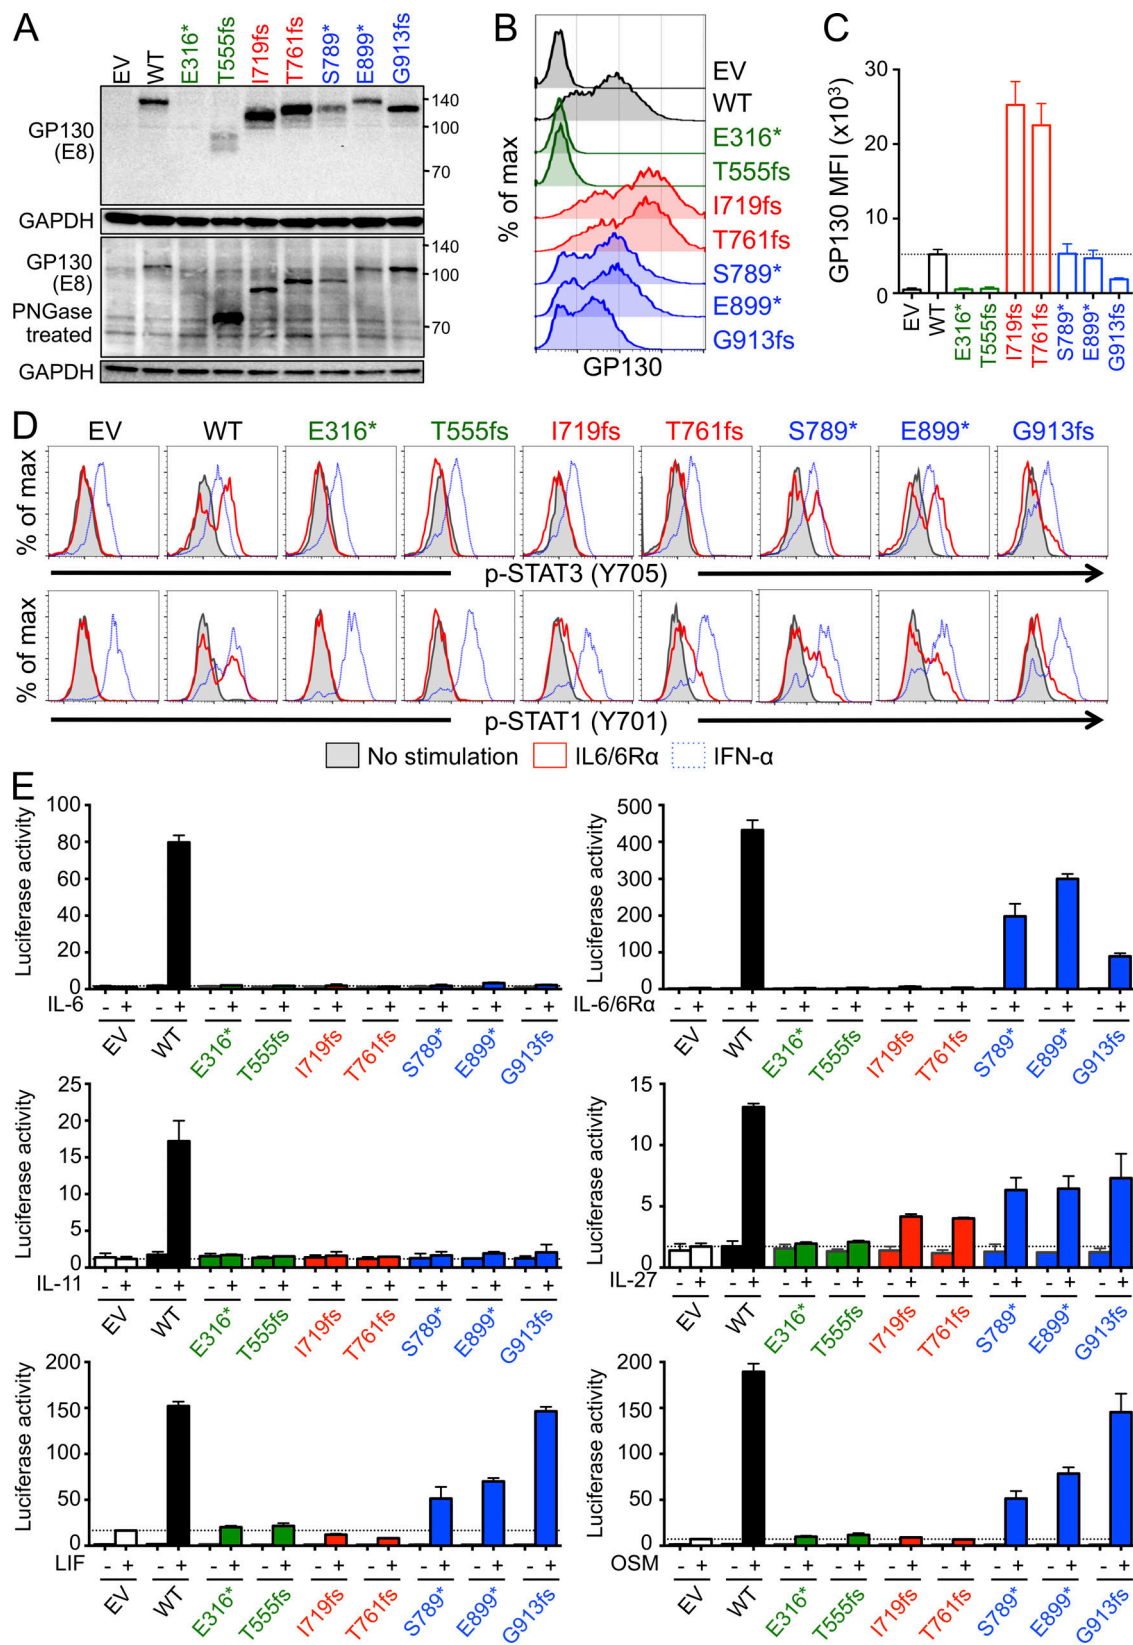 A
EV
WT
E316*
T555fs
I719fs
T761fs
S789*
E899*
G913fs
GP130
(E8)
140
100
70
GAPDH
GP130
(E8)
PNGase
treated
140
100
70
GAPDH
B
% of max
EV
WT
E316*
T555fs
I719fs
T761fs
S789*
E899*
G913fs
GP130
C
GP130 MFI (x10³)
30
20
10
0
EV
WT
E316*
T555fs
I719fs
T761fs
S789*
E899*
G913fs
D
EV WT E316* T555fs I719fs T761fs S789* E899* G913fs
% of max
p-STAT3 (Y705)
% of max
p-STAT1 (Y701)
No stimulation IL6/6Rα IFN-α
E
Luciferase activity
100
80
60
40
20
0
IL-6 - + - + - + - + - + - + - + - + - +
EV WT E316* T555fs I719fs T761fs S789* E899* G913fs
Luciferase activity
500
400
300
200
100
0
IL-6/6Rα - + - + - + - + - + - + - + - + - +
EV WT E316* T555fs I719fs T761fs S789* E899* G913fs
Luciferase activity
25
20
15
10
5
0
IL-11 - + - + - + - + - + - + - + - + - +
EV WT E316* T555fs I719fs T761fs S789* E899* G913fs
Luciferase activity
15
10
5
0
IL-27 - + - + - + - + - + - + - + - + - +
EV WT E316* T555fs I719fs T761fs S789* E899* G913fs
Luciferase activity
200
150
100
50
0
LIF - + - + - + - + - + - + - + - + - +
EV WT E316* T555fs I719fs T761fs S789* E899* G913fs
Luciferase activity
200
150
100
50
0
OSM - + - + - + - + - + - + - + - + - +
EV WT E316* T555fs I719fs T761fs S789* E899* G913fs